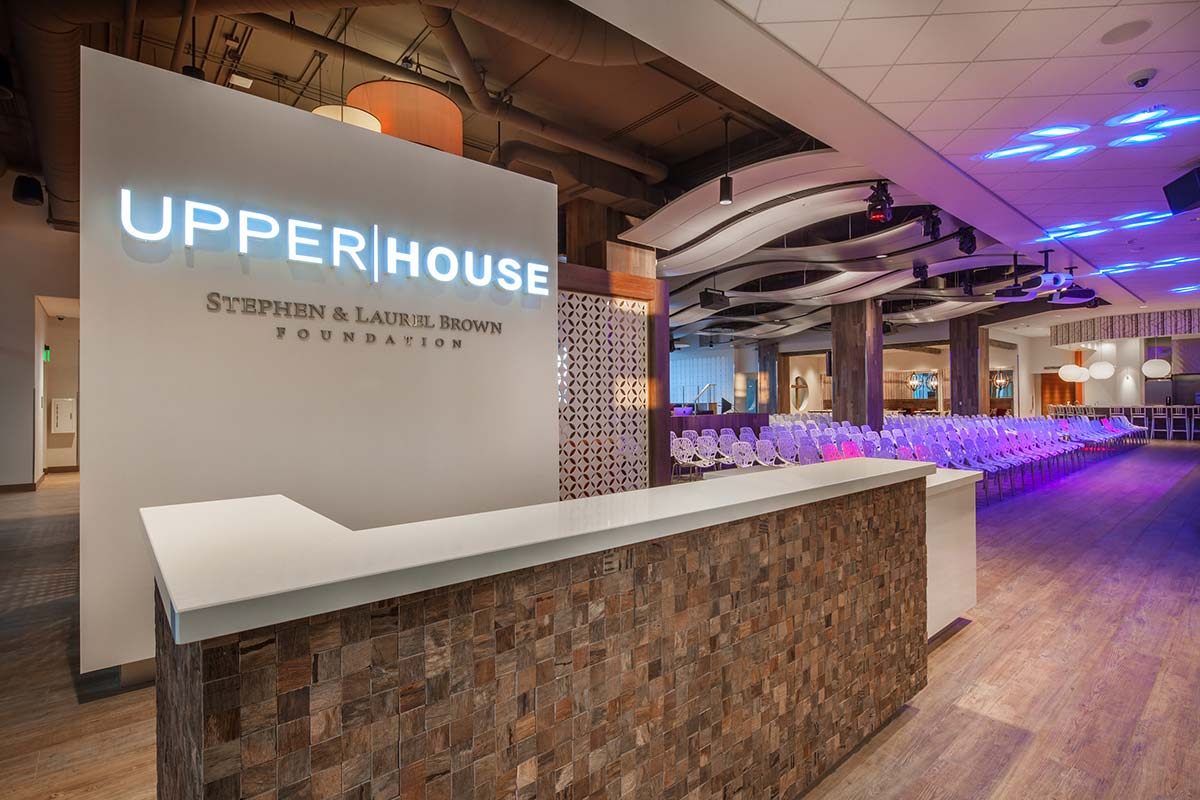 UPPER|HOUSE
STEPHEN & LAUREL BROWN
FOUNDATION